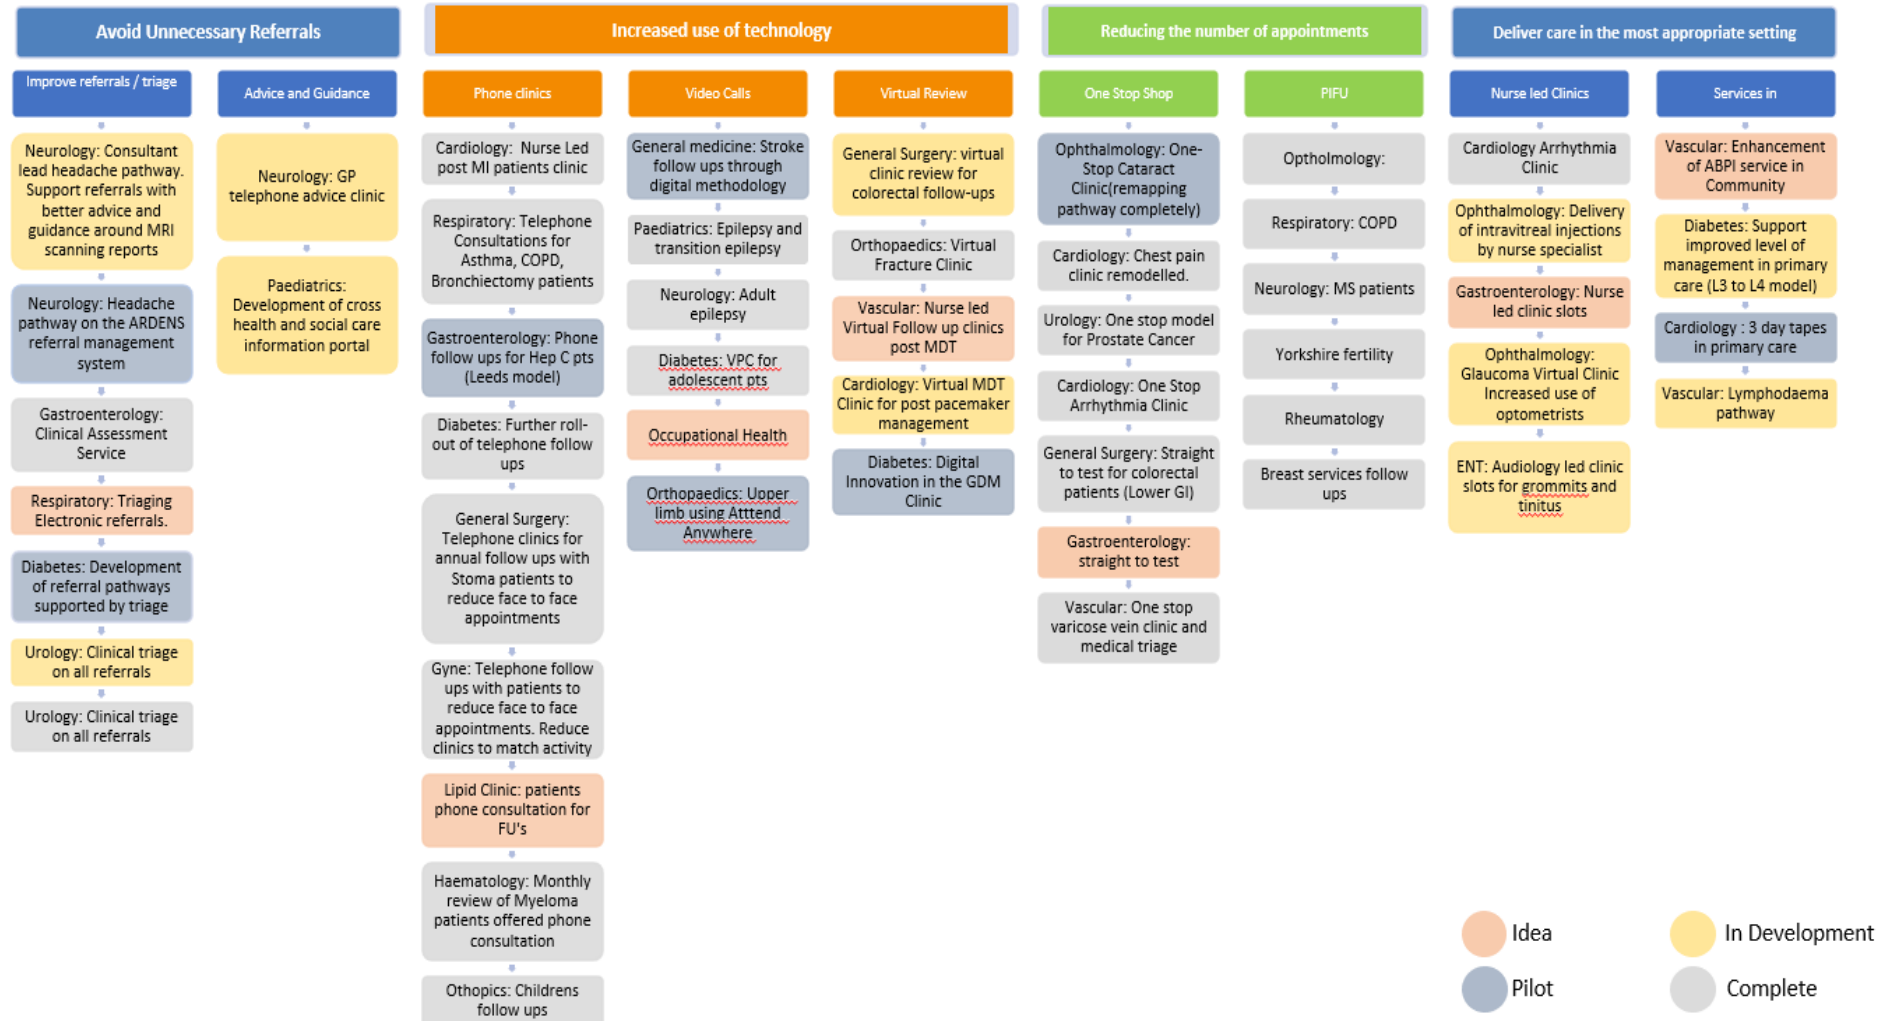 Avoid Unnecessary Referrals
Increased use of technology
Reducing the number of appointments
Deliver care in the most appropriate setting
Improve referrals / triage
Advice and Guidance
Phone clinics
Video Calls
Virtual Review
One Stop Shop
PIFU
Nurse led Clinics
Services in
Neurology: Consultant
lead headache pathway.
Support referrals with
better advice and
guidance around MRI
scanning reports
Neurology: Headache
pathway on the ARDENS
referral management
system
Gastroenterology:
Clinical Assessment
Service
Respiratory: Triaging
Electronic referrals.
Diabetes: Development
of referral pathways
supported by triage
Urology: Clinical triage
on all referrals
Urology: Clinical triage
on all referrals
Neurology: GP
telephone advice clinic
Paediatrics:
Development of cross
health and social care
information portal
Cardiology:  Nurse Led
post MI patients clinic
Respiratory: Telephone
Consultations for
Asthma, COPD,
Bronchiectomy patients
Gastroenterology: Phone
follow ups for Hep C pts
(Leeds model)
Diabetes: Further roll-
out of telephone follow
ups
General Surgery:
Telephone clinics for
annual follow ups with
Stoma patients to
reduce face to face
appointments
Gyne: Telephone follow
ups with patients to
reduce face to face
appointments. Reduce
clinics to match activity
Lipid Clinic: patients
phone consultation for
FU's
Haematology: Monthly
review of Myeloma
patients offered phone
consultation
Othopics: Childrens
follow ups
General medicine: Stroke
follow ups through
digital methodology
Paediatrics: Epilepsy and
transition epilepsy
Neurology: Adult
epilepsy
Diabetes: VPC for
adolescent pts
Occupational Health
Orthopaedics: Upper
limb using Atttend
Anywhere
General Surgery: virtual
clinic review for
colorectal follow-ups
Orthopaedics: Virtual
Fracture Clinic
Vascular: Nurse led
Virtual Follow up clinics
post MDT
Cardiology: Virtual MDT
Clinic for post pacemaker
management
Diabetes: Digital
Innovation in the GDM
Clinic
Ophthalmology: One-
Stop Cataract
Clinic(remapping
pathway completely)
Cardiology: Chest pain
clinic remodelled.
Urology: One stop model
for Prostate Cancer
Cardiology: One Stop
Arrhythmia Clinic
General Surgery: Straight
to test for colorectal
patients (Lower GI)
Gastroenterology:
straight to test
Vascular: One stop
varicose vein clinic and
medical triage
Optholmology:
Respiratory: COPD
Neurology: MS patients
Yorkshire fertility
Rheumatology
Breast services follow
ups
Cardiology Arrhythmia
Clinic
Ophthalmology: Delivery
of intravitreal injections
by nurse specialist
Gastroenterology: Nurse
led clinic slots
Ophthalmology:
Glaucoma Virtual Clinic
Increased use of
optometrists
ENT: Audiology led clinic
slots for grommits and
tinitus
Vascular: Enhancement
of ABPI service in
Community
Diabetes: Support
improved level of
management in primary
care (L3 to L4 model)
Cardiology : 3 day tapes
in primary care
Vascular: Lymphodaema
pathway
Idea
In Development
Pilot
Complete